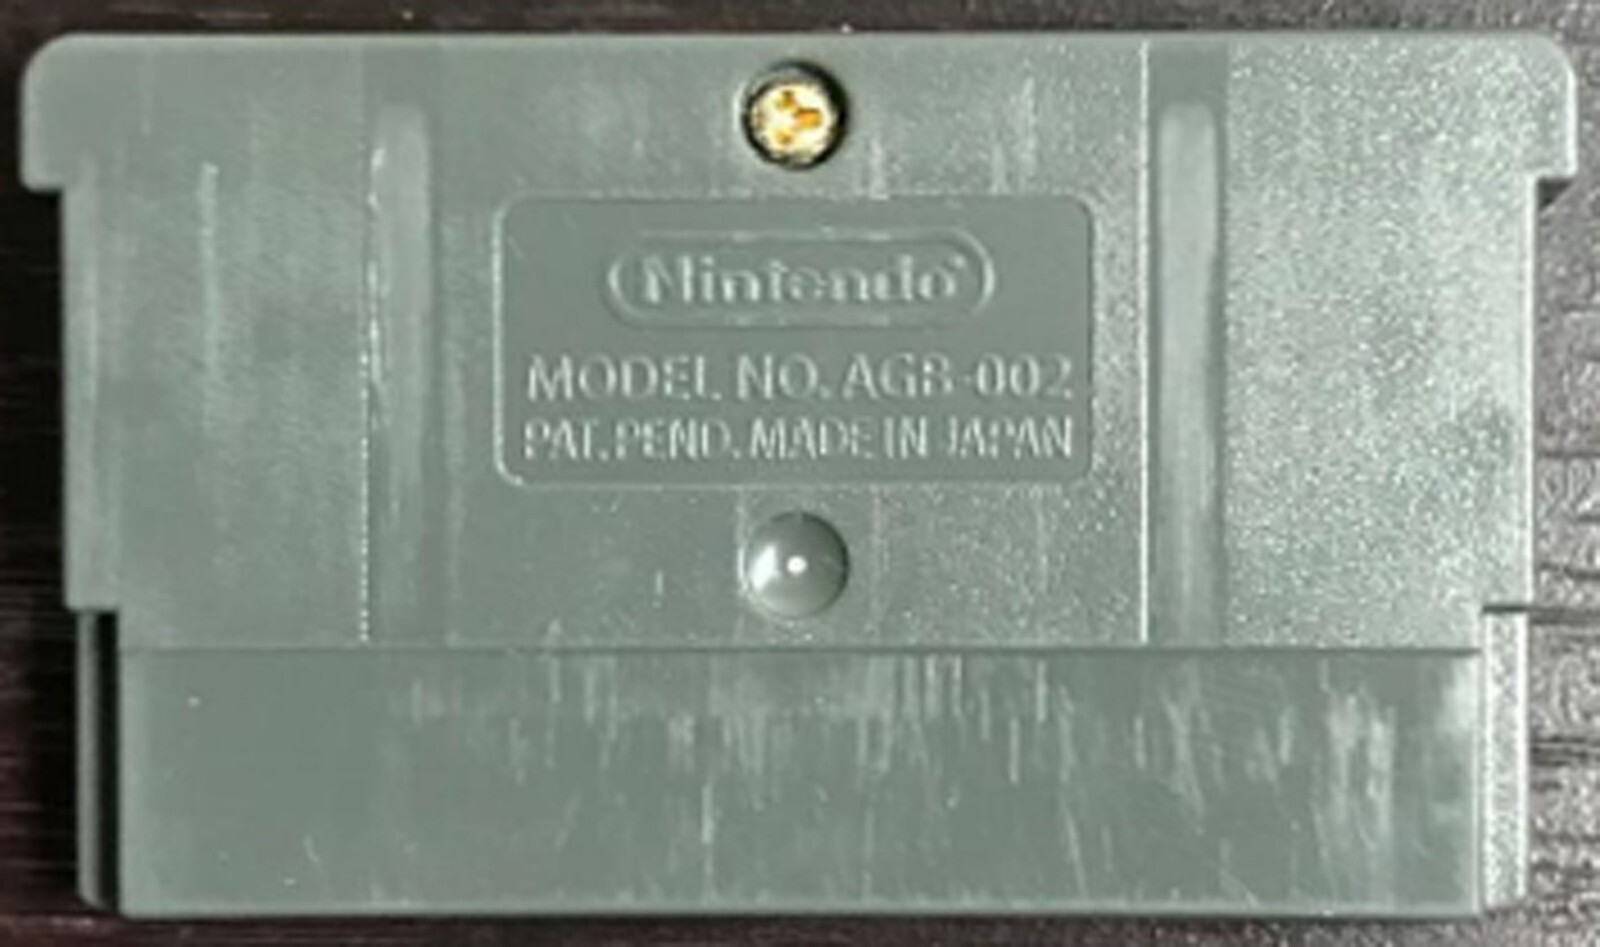 Nintendo®
MODEL NO. AGB-002
PAT. PEND. MADE IN JAPAN